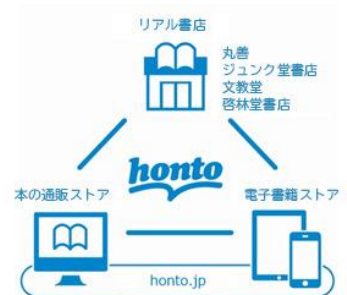 リアル書店
丸善
ジュンク堂書店
文教堂
啓林堂書店
honto
本の通販ストア
電子書籍ストア
honto.jp